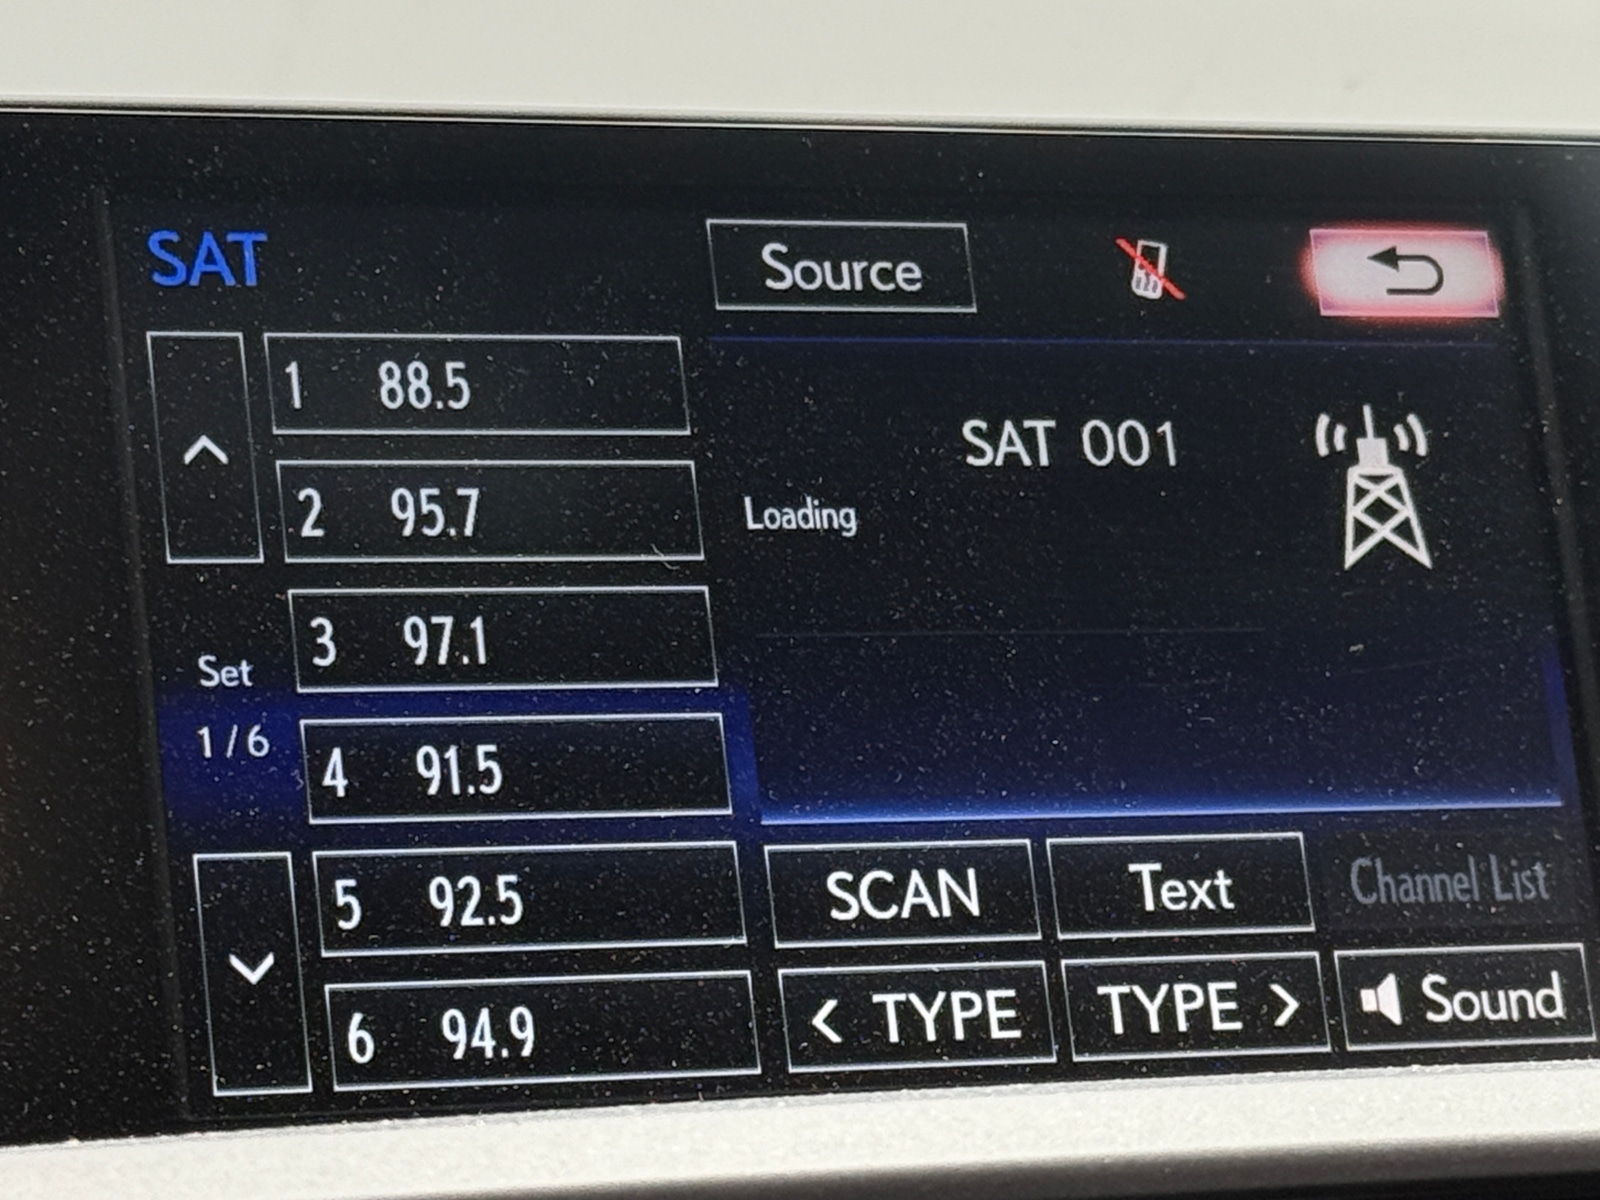 SAT
Source
1 88.5
2 95.7
3 97.1
Set
1/6
4 91.5
5 92.5
6 94.9
SAT 001
Loading
SCAN
Text
Channel List
< TYPE
TYPE >
Sound